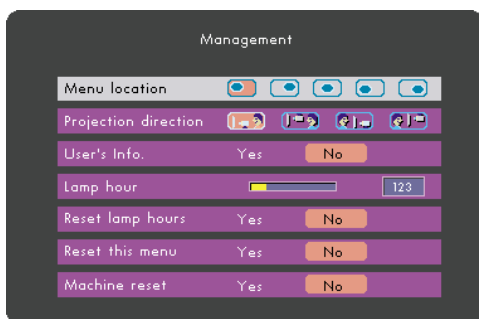 Management
Menu location
Projection direction
User's Info. Yes No
Lamp hour 123
Reset lamp hours Yes No
Reset this menu Yes No
Machine reset Yes No